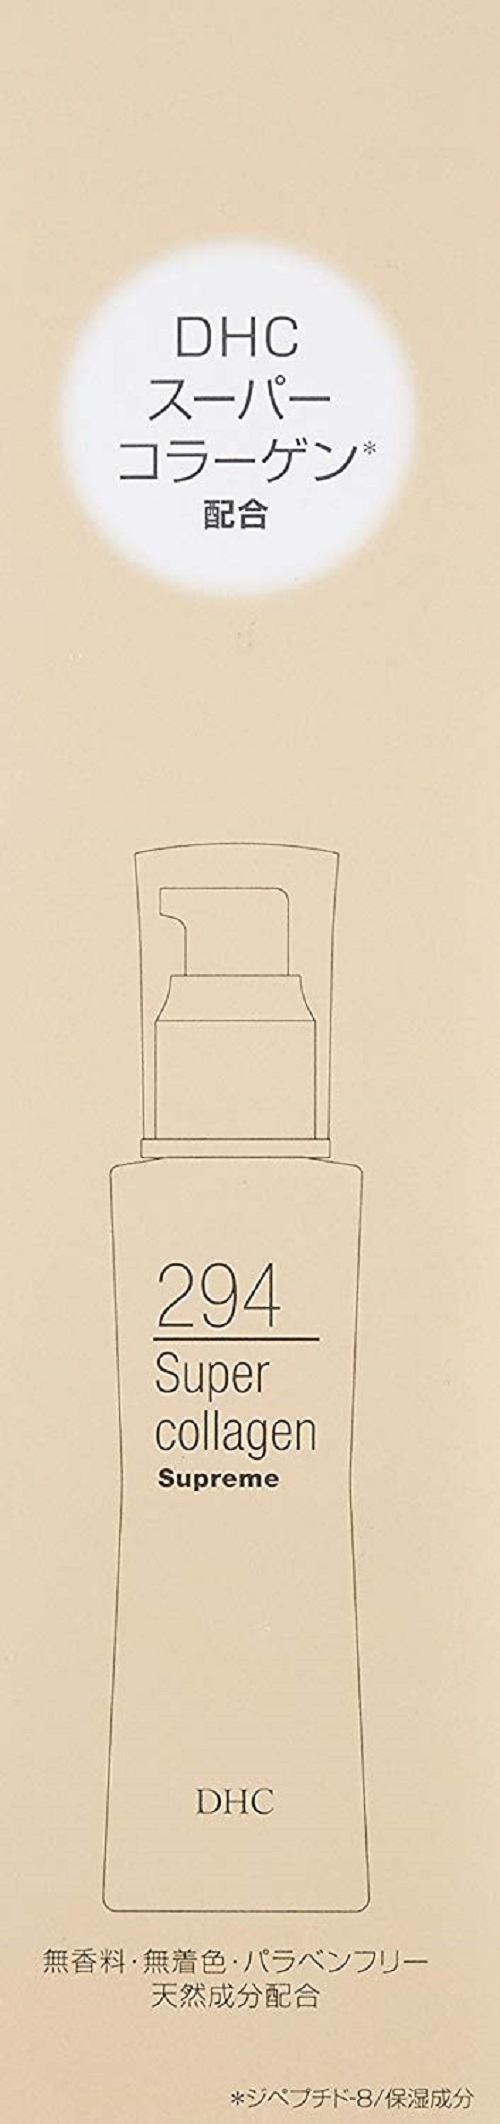 DHC
スーパー
コラーゲン*
配合
294
Super
collagen
Supreme
DHC
無香料・無着色・パラベンフリー
天然成分配合
*ジペプチド-8/保湿成分